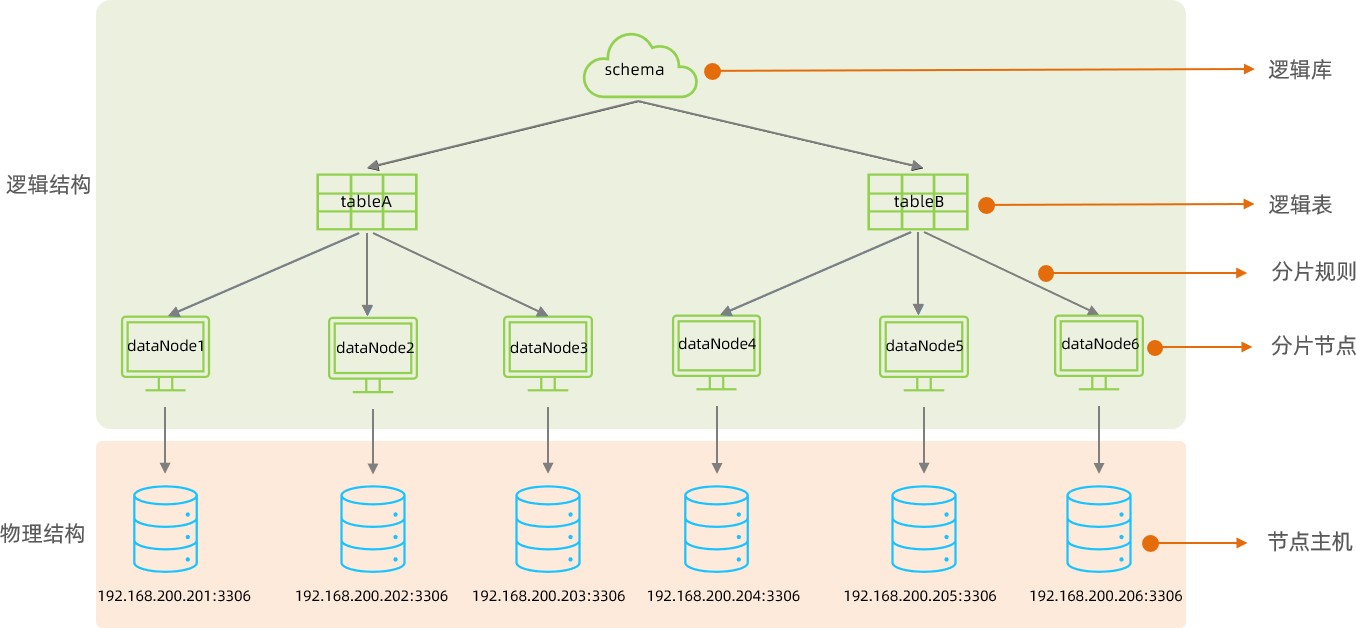 schema
逻辑库
逻辑结构
tableA
tableB
逻辑表
分片规则
dataNode1
dataNode2
dataNode3
dataNode4
dataNode5
dataNode6
分片节点
物理结构
节点主机
192.168.200.201:3306
192.168.200.202:3306
192.168.200.203:3306
192.168.200.204:3306
192.168.200.205:3306
192.168.200.206:3306